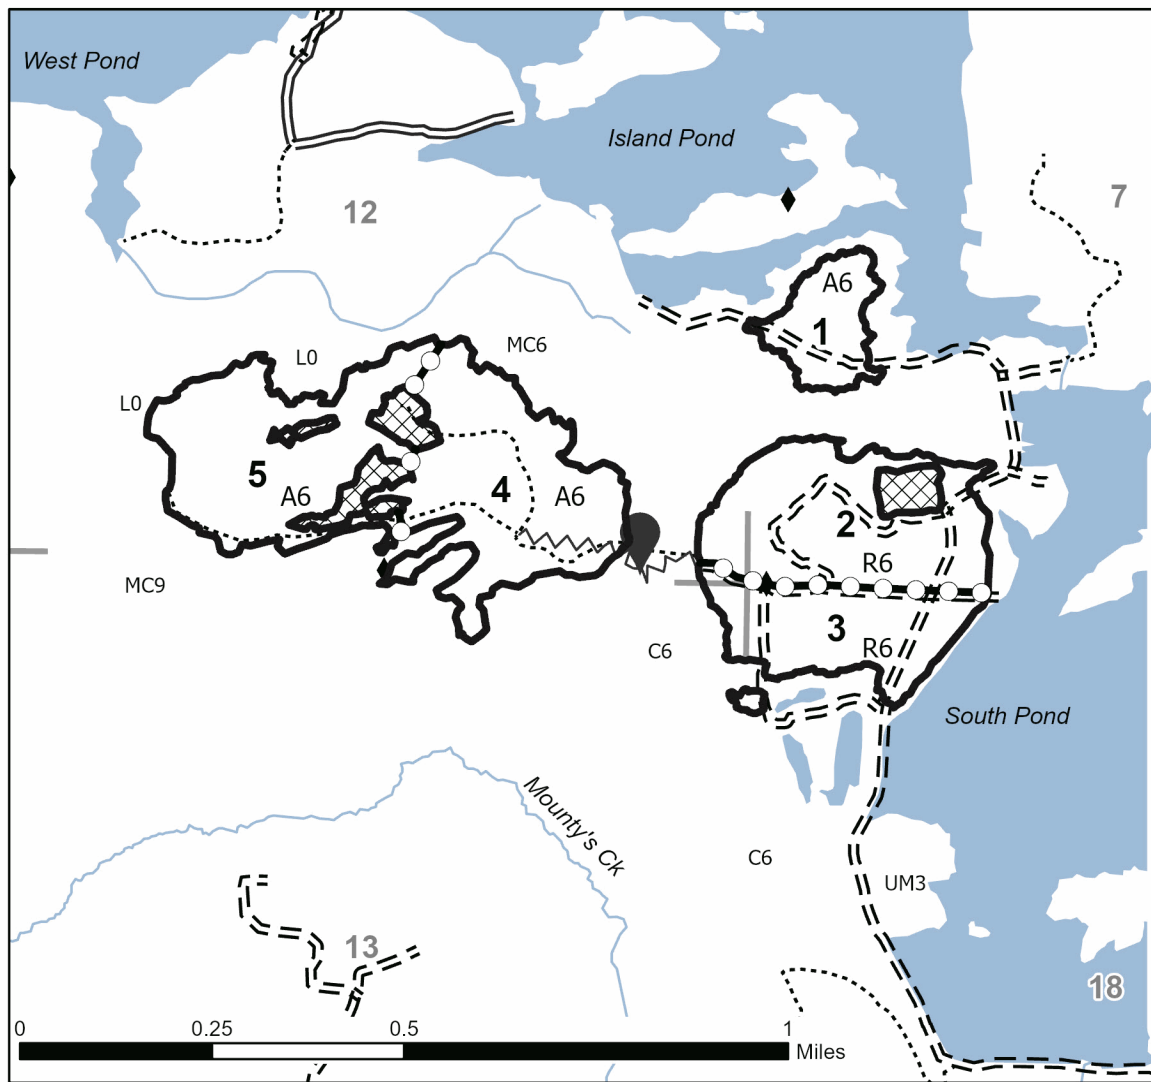 West Pond
Island Pond
7
12
A6
1
MC6
L0
L0
5
A6
4
A6
2
R6
MC9
3
R6
C6
South Pond
Mounty's Ck
C6
UM3
13
18
0
0.25
0.5
1
Miles